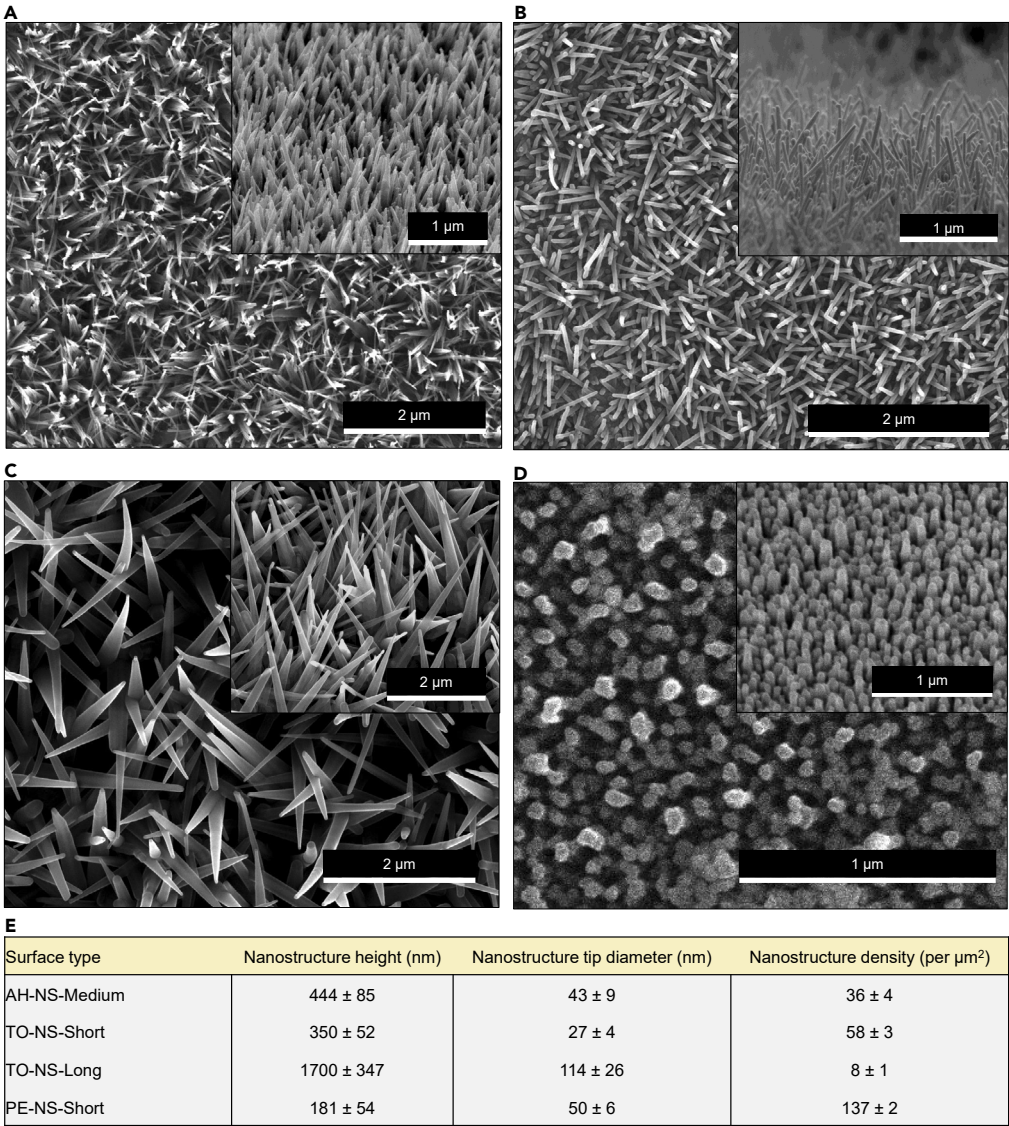 A
B
1 µm
1 µm
2 µm
2 µm
C
D
2 µm
1 µm
2 µm
1 µm
E
Surface type Nanostructure height (nm) Nanostructure tip diameter (nm) Nanostructure density (per µm²)
AH-NS-Medium 444 ± 85 43 ± 9 36 ± 4
TO-NS-Short 350 ± 52 27 ± 4 58 ± 3
TO-NS-Long 1700 ± 347 114 ± 26 8 ± 1
PE-NS-Short 181 ± 54 50 ± 6 137 ± 2